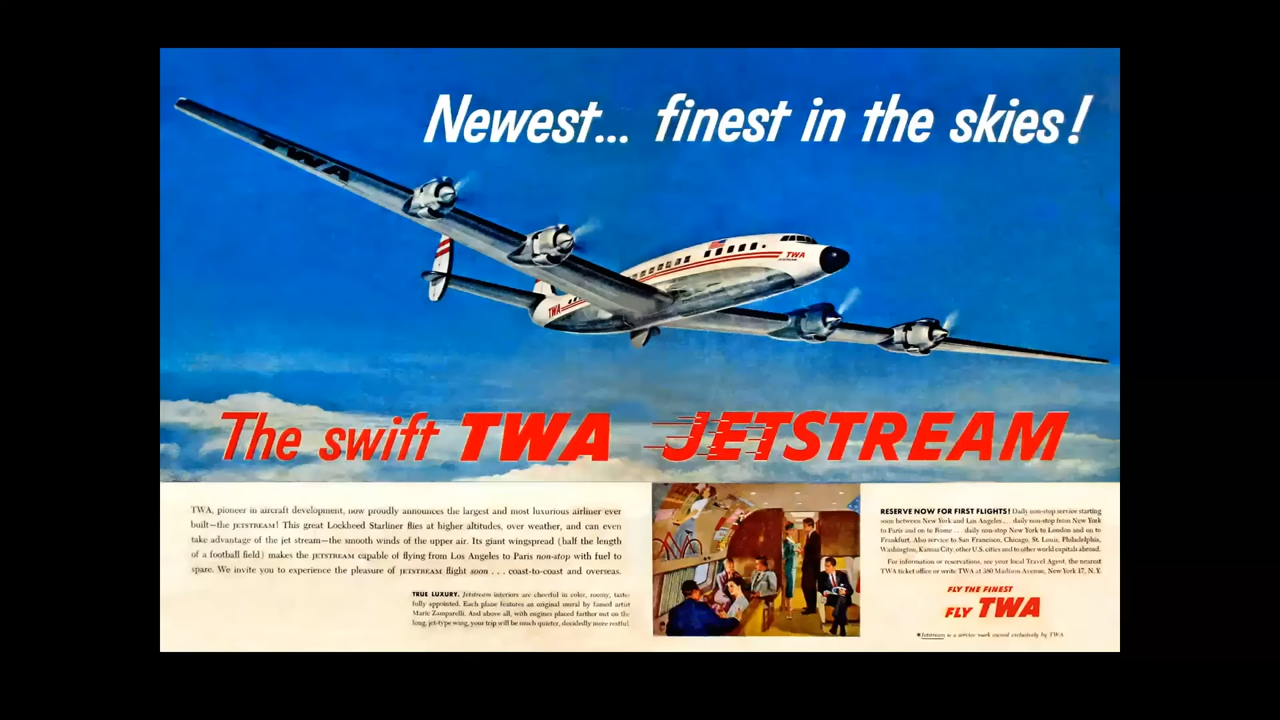 Newest... finest in the skies!
TWA
TWA
JETSTREAM
TWA
The swift TWA JETSTREAM
TWA, pioneer in aircraft development, now proudly announces the largest and most luxurious airliner ever
built—the JETSTREAM! This great Lockheed Starliner flies at higher altitudes, over weather, and can even
take advantage of the jet stream—the smooth winds of the upper air. Its giant wingspread (half the length
of a football field) makes the JETSTREAM capable of flying from Los Angeles to Paris non-stop with fuel to
spare. We invite you to experience the pleasure of JETSTREAM flight soon . . . coast-to-coast and overseas.
TRUE LUXURY. Jetstream interiors are cheerful in color, roomy, taste-
fully appointed. Each plane features an original mural by famed artist
Mario Zamparelli. And above all, with engines placed farther out on the
long, jet-type wing, your trip will be much quieter, decidedly more restful.
RESERVE NOW FOR FIRST FLIGHTS! Daily non-stop service starting
soon between New York and Los Angeles . . . daily non-stop from New York
to Paris and on to Rome . . . daily non-stop New York to London and on to
Frankfurt. Also service to San Francisco, Chicago, St. Louis, Philadelphia,
Washington, Kansas City, other U.S. cities and to other world capitals abroad.
For information or reservations, see your local Travel Agent, the nearest
TWA ticket office or write TWA at 380 Madison Avenue, New York 17, N.Y.
FLY THE FINEST
FLY TWA
*Jetstream is a service mark owned exclusively by TWA